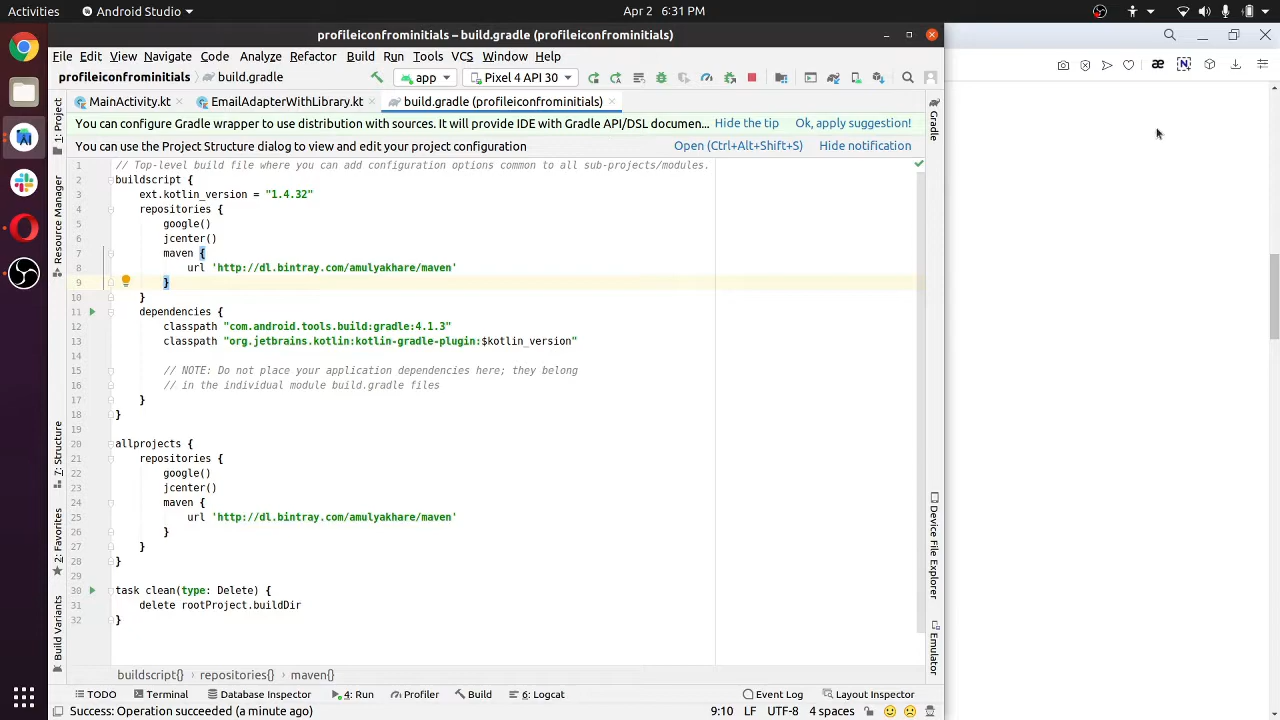 Activities
Android Studio
Apr 2 6:31 PM
profileiconfrominitials – build.gradle (profileiconfrominitials)
File Edit View Navigate Code Analyze Refactor Build Run Tools VCS Window Help
profileiconfrominitials
build.gradle
app
Pixel 4 API 30
MainActivity.kt
EmailAdapterWithLibrary.kt
build.gradle (profileiconfrominitials)
You can configure Gradle wrapper to use distribution with sources. It will provide IDE with Gradle API/DSL documen... Hide the tip Ok, apply suggestion!
You can use the Project Structure dialog to view and edit your project configuration Open (Ctrl+Alt+Shift+S) Hide notification
1 // Top-level build file where you can add configuration options common to all sub-projects/modules.
2 buildscript {
3 ext.kotlin_version = "1.4.32"
4 repositories {
5 google()
6 jcenter()
7 maven {
8 url 'http://dl.bintray.com/amulyakhare/maven'
9 }
10 }
11 dependencies {
12 classpath "com.android.tools.build:gradle:4.1.3"
13 classpath "org.jetbrains.kotlin:kotlin-gradle-plugin:$kotlin_version"
14
15 // NOTE: Do not place your application dependencies here; they belong
16 // in the individual module build.gradle files
17 }
18 }
19
20 allprojects {
21 repositories {
22 google()
23 jcenter()
24 maven {
25 url 'http://dl.bintray.com/amulyakhare/maven'
26 }
27 }
28 }
29
30 task clean(type: Delete) {
31 delete rootProject.buildDir
32 }
1: Project
Resource Manager
7: Structure
2: Favorites
Build Variants
Gradle
Device File Explorer
Emulator
buildscript{} repositories{} maven{}
TODO
Terminal
Database Inspector
4: Run
Profiler
Build
6: Logcat
Event Log
Layout Inspector
Success: Operation succeeded (a minute ago)
9:10 LF UTF-8 4 spaces
æ
N